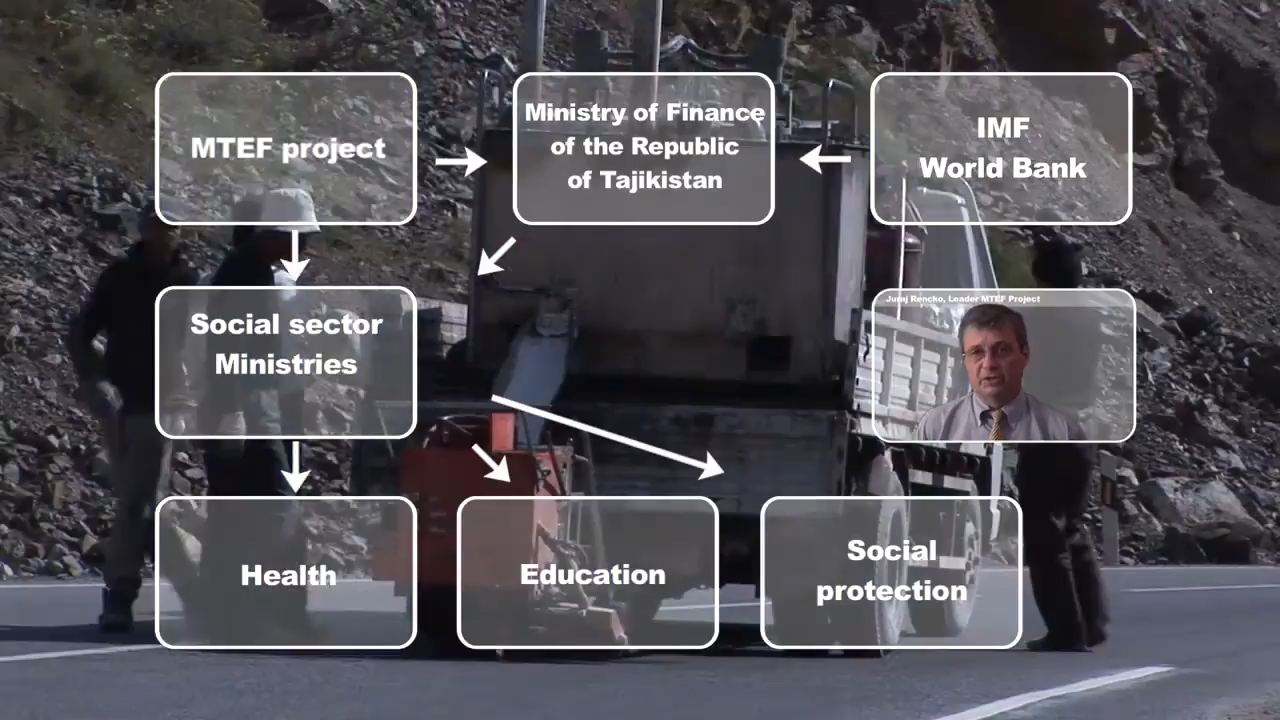 MTEF project
Ministry of Finance
of the Republic
of Tajikistan
IMF
World Bank
Social sector
Ministries
Juraj Rencko, Leader MTEF Project
Health
Education
Social
protection